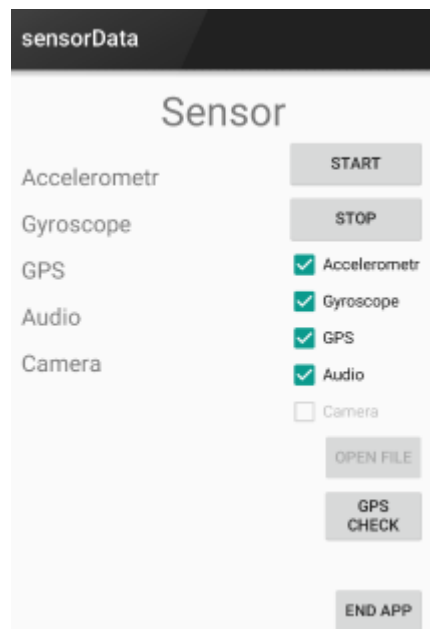 sensorData
Sensor
Accelerometr
Gyroscope
GPS
Audio
Camera
START
STOP
Accelerometr
Gyroscope
GPS
Audio
Camera
OPEN FILE
GPS
CHECK
END APP